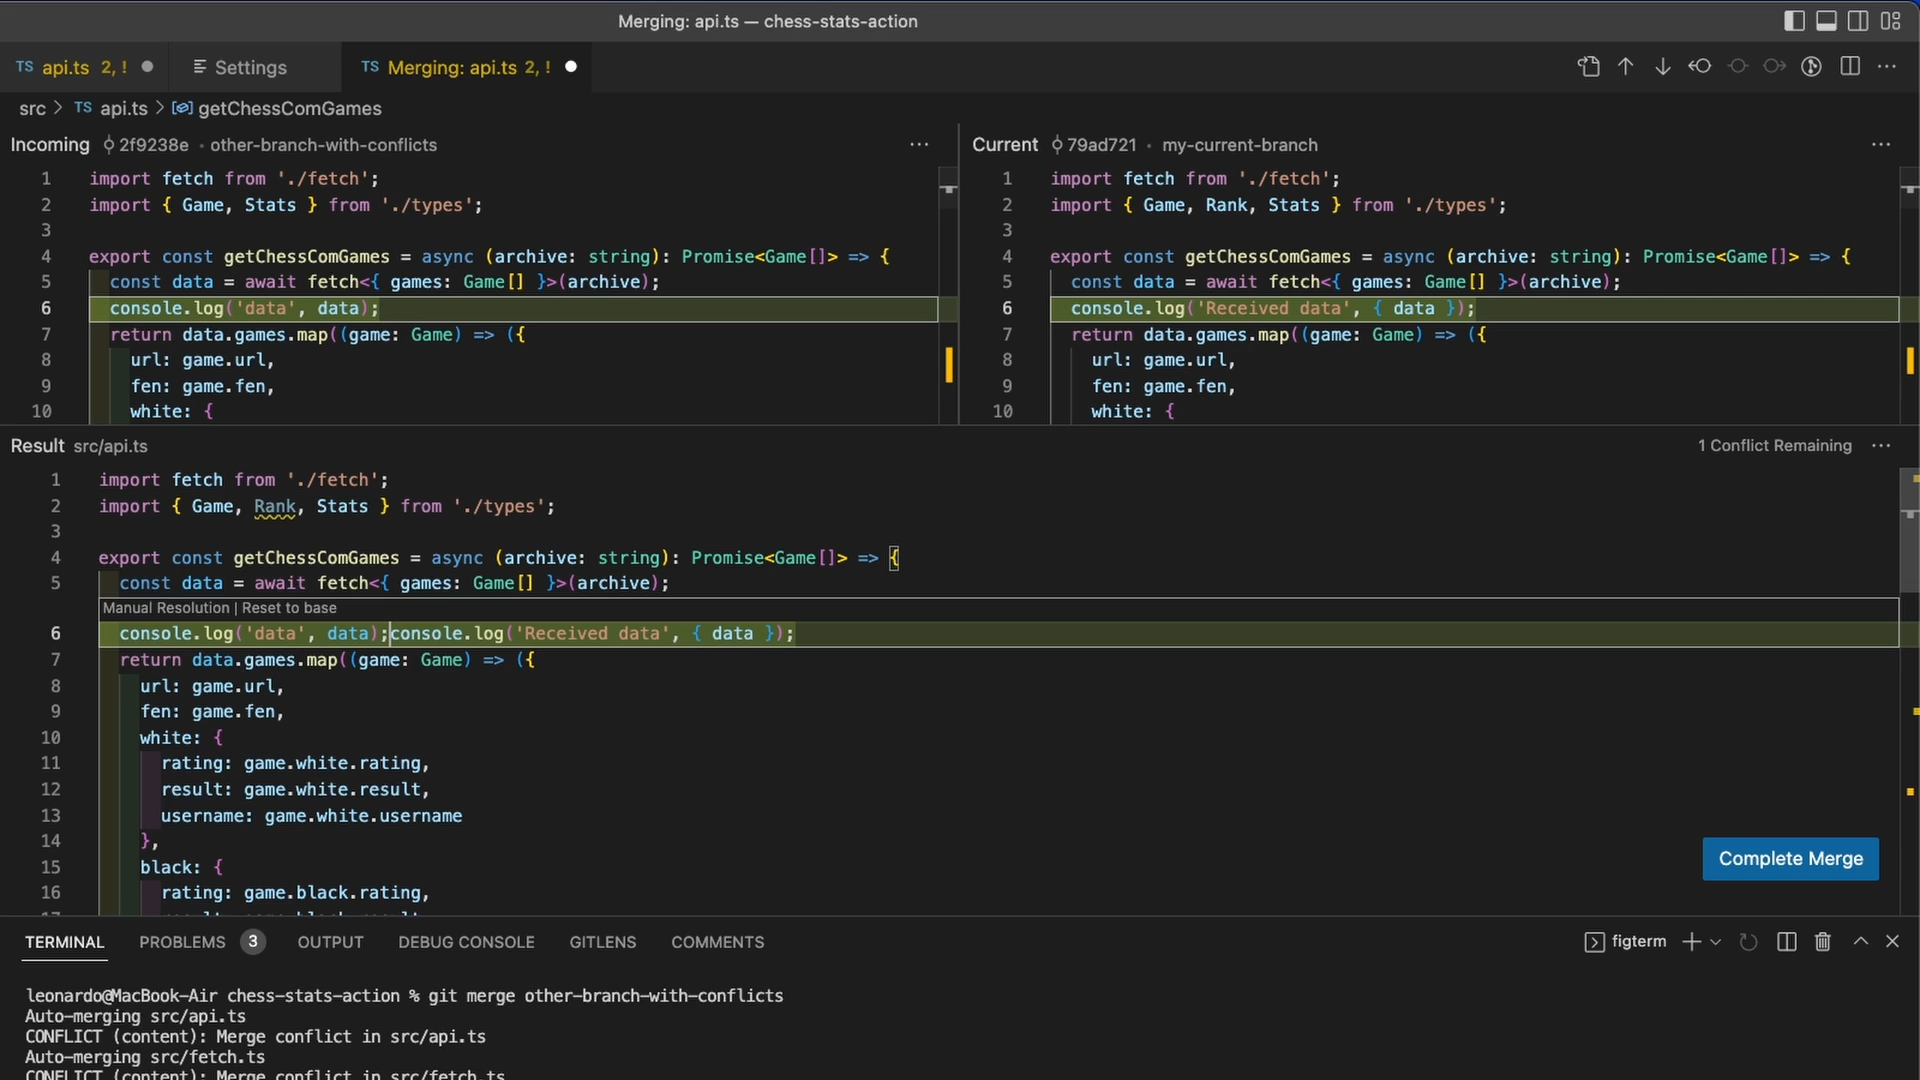 Merging: api.ts — chess-stats-action
TS api.ts 2, !
Settings
TS Merging: api.ts 2, !
src > TS api.ts > getChessComGames
Incoming 2f9238e · other-branch-with-conflicts
1 import fetch from './fetch';
2 import { Game, Stats } from './types';
3
4 export const getChessComGames = async (archive: string): Promise<Game[]> => {
5 const data = await fetch<{ games: Game[] }>(archive);
6 console.log('data', data);
7 return data.games.map((game: Game) => ({
8 url: game.url,
9 fen: game.fen,
10 white: {
Current 79ad721 · my-current-branch
1 import fetch from './fetch';
2 import { Game, Rank, Stats } from './types';
3
4 export const getChessComGames = async (archive: string): Promise<Game[]> => {
5 const data = await fetch<{ games: Game[] }>(archive);
6 console.log('Received data', { data });
7 return data.games.map((game: Game) => ({
8 url: game.url,
9 fen: game.fen,
10 white: {
Result src/api.ts
1 Conflict Remaining
1 import fetch from './fetch';
2 import { Game, Rank, Stats } from './types';
3
4 export const getChessComGames = async (archive: string): Promise<Game[]> => {
5 const data = await fetch<{ games: Game[] }>(archive);
Manual Resolution | Reset to base
6 console.log('data', data);console.log('Received data', { data });
7 return data.games.map((game: Game) => ({
8 url: game.url,
9 fen: game.fen,
10 white: {
11 rating: game.white.rating,
12 result: game.white.result,
13 username: game.white.username
14 },
15 black: {
16 rating: game.black.rating,
Complete Merge
TERMINAL PROBLEMS 3 OUTPUT DEBUG CONSOLE GITLENS COMMENTS
figterm
leonardo@MacBook-Air chess-stats-action % git merge other-branch-with-conflicts
Auto-merging src/api.ts
CONFLICT (content): Merge conflict in src/api.ts
Auto-merging src/fetch.ts
CONFLICT (content): Merge conflict in src/fetch.ts